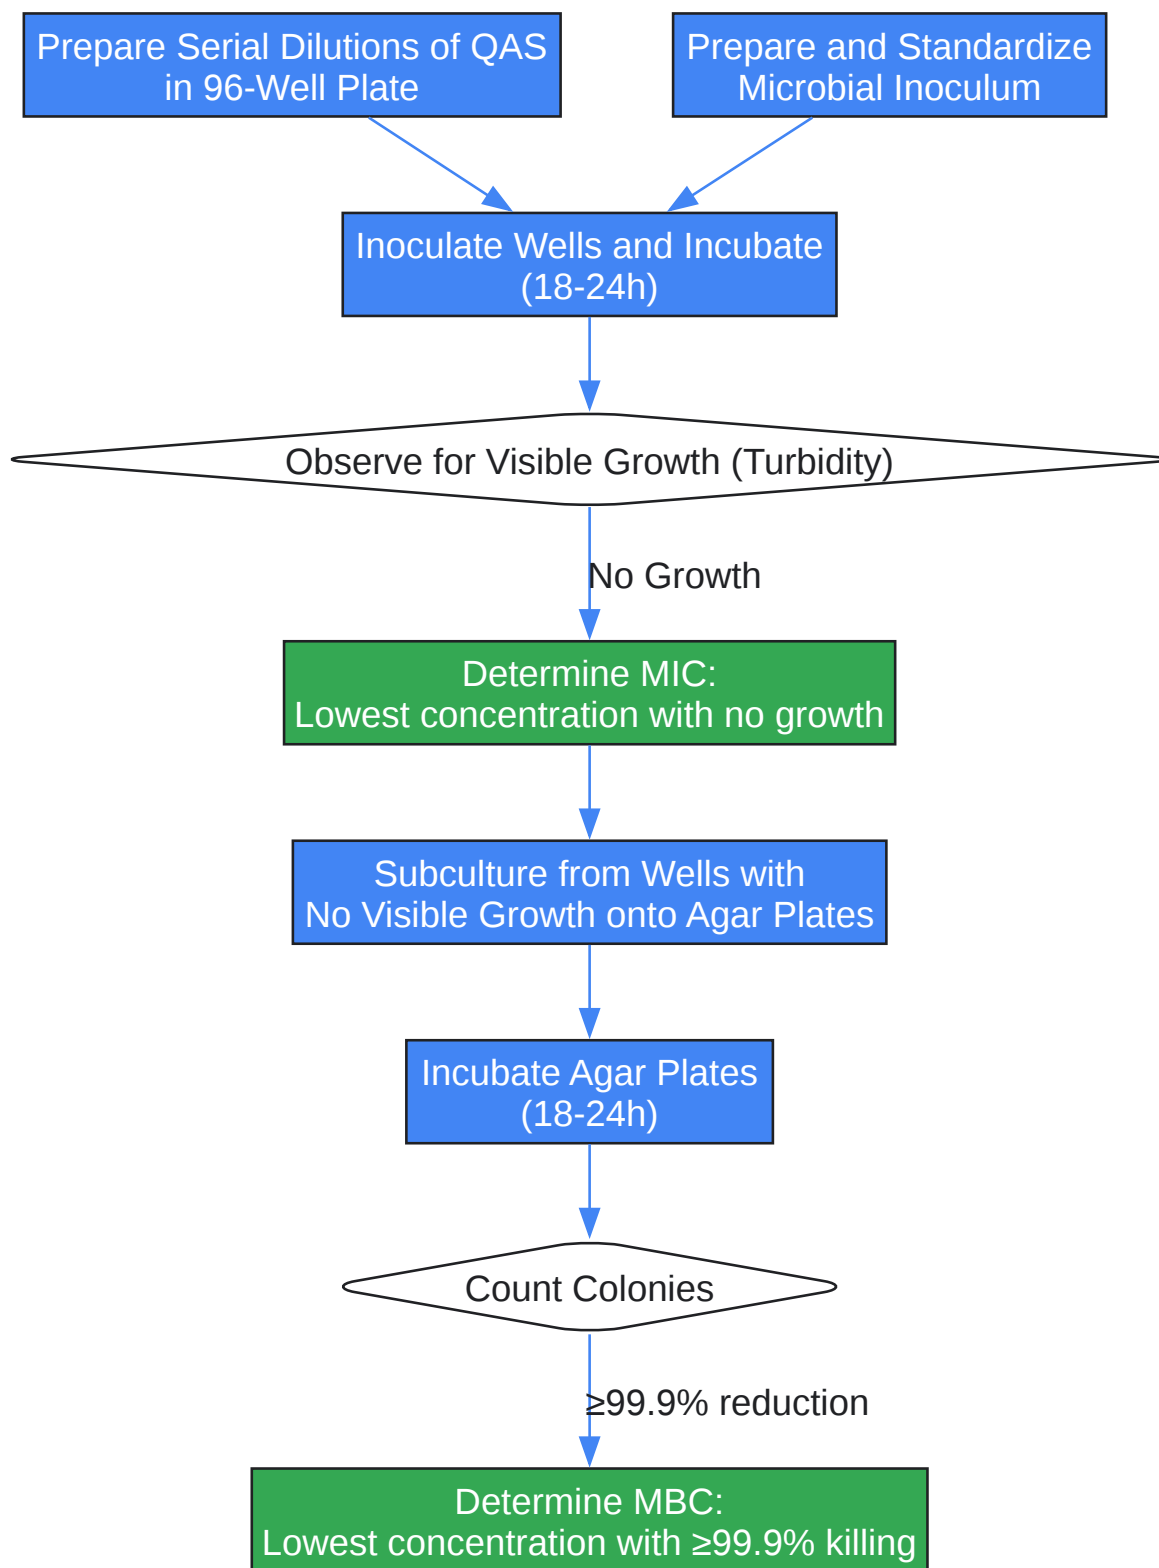 Prepare Serial Dilutions of QAS
in 96-Well Plate
Prepare and Standardize
Microbial Inoculum
Inoculate Wells and Incubate
(18-24h)
Observe for Visible Growth (Turbidity)
No Growth
Determine MIC:
Lowest concentration with no growth
Subculture from Wells with
No Visible Growth onto Agar Plates
Incubate Agar Plates
(18-24h)
Count Colonies
≥99.9% reduction
Determine MBC:
Lowest concentration with ≥99.9% killing